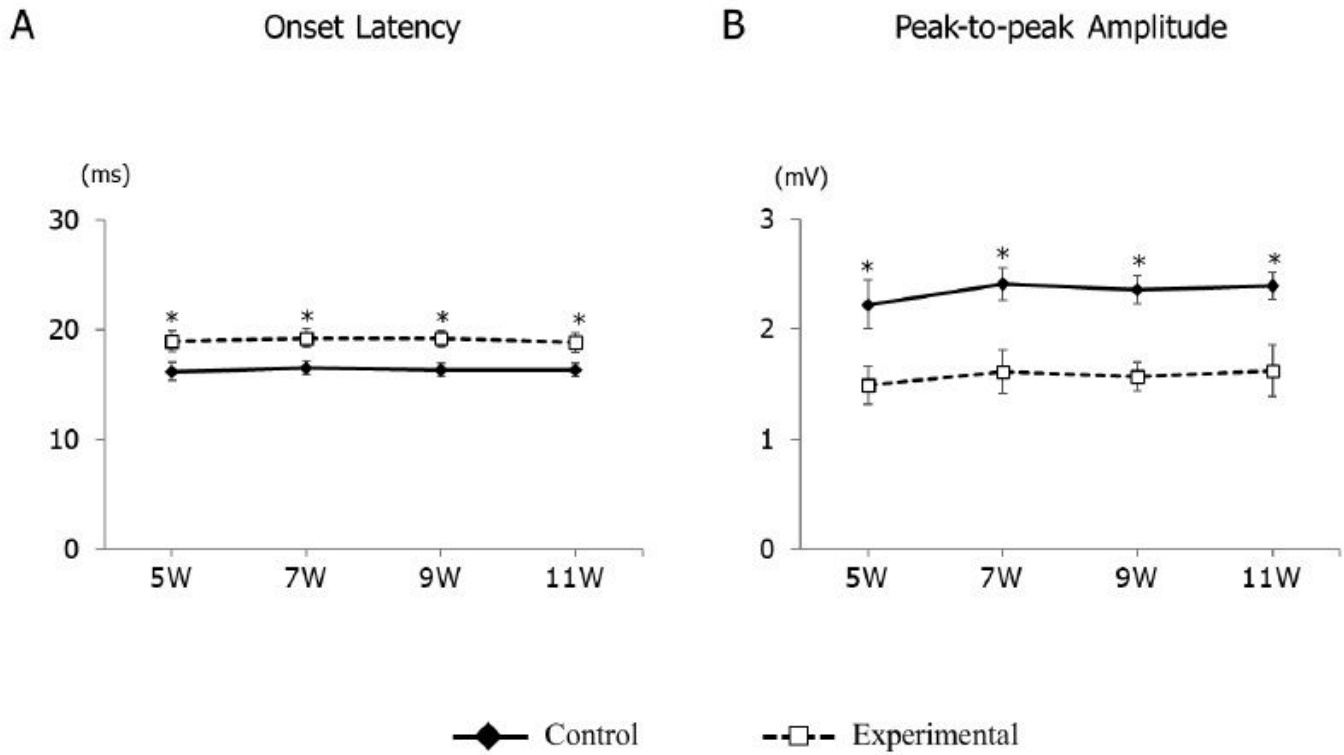 A Onset Latency
(ms)
30
*
*
*
*
20
10
0
5W 7W 9W 11W
B Peak-to-peak Amplitude
(mV)
3
*
*
*
*
2
1
0
5W 7W 9W 11W
Control Experimental